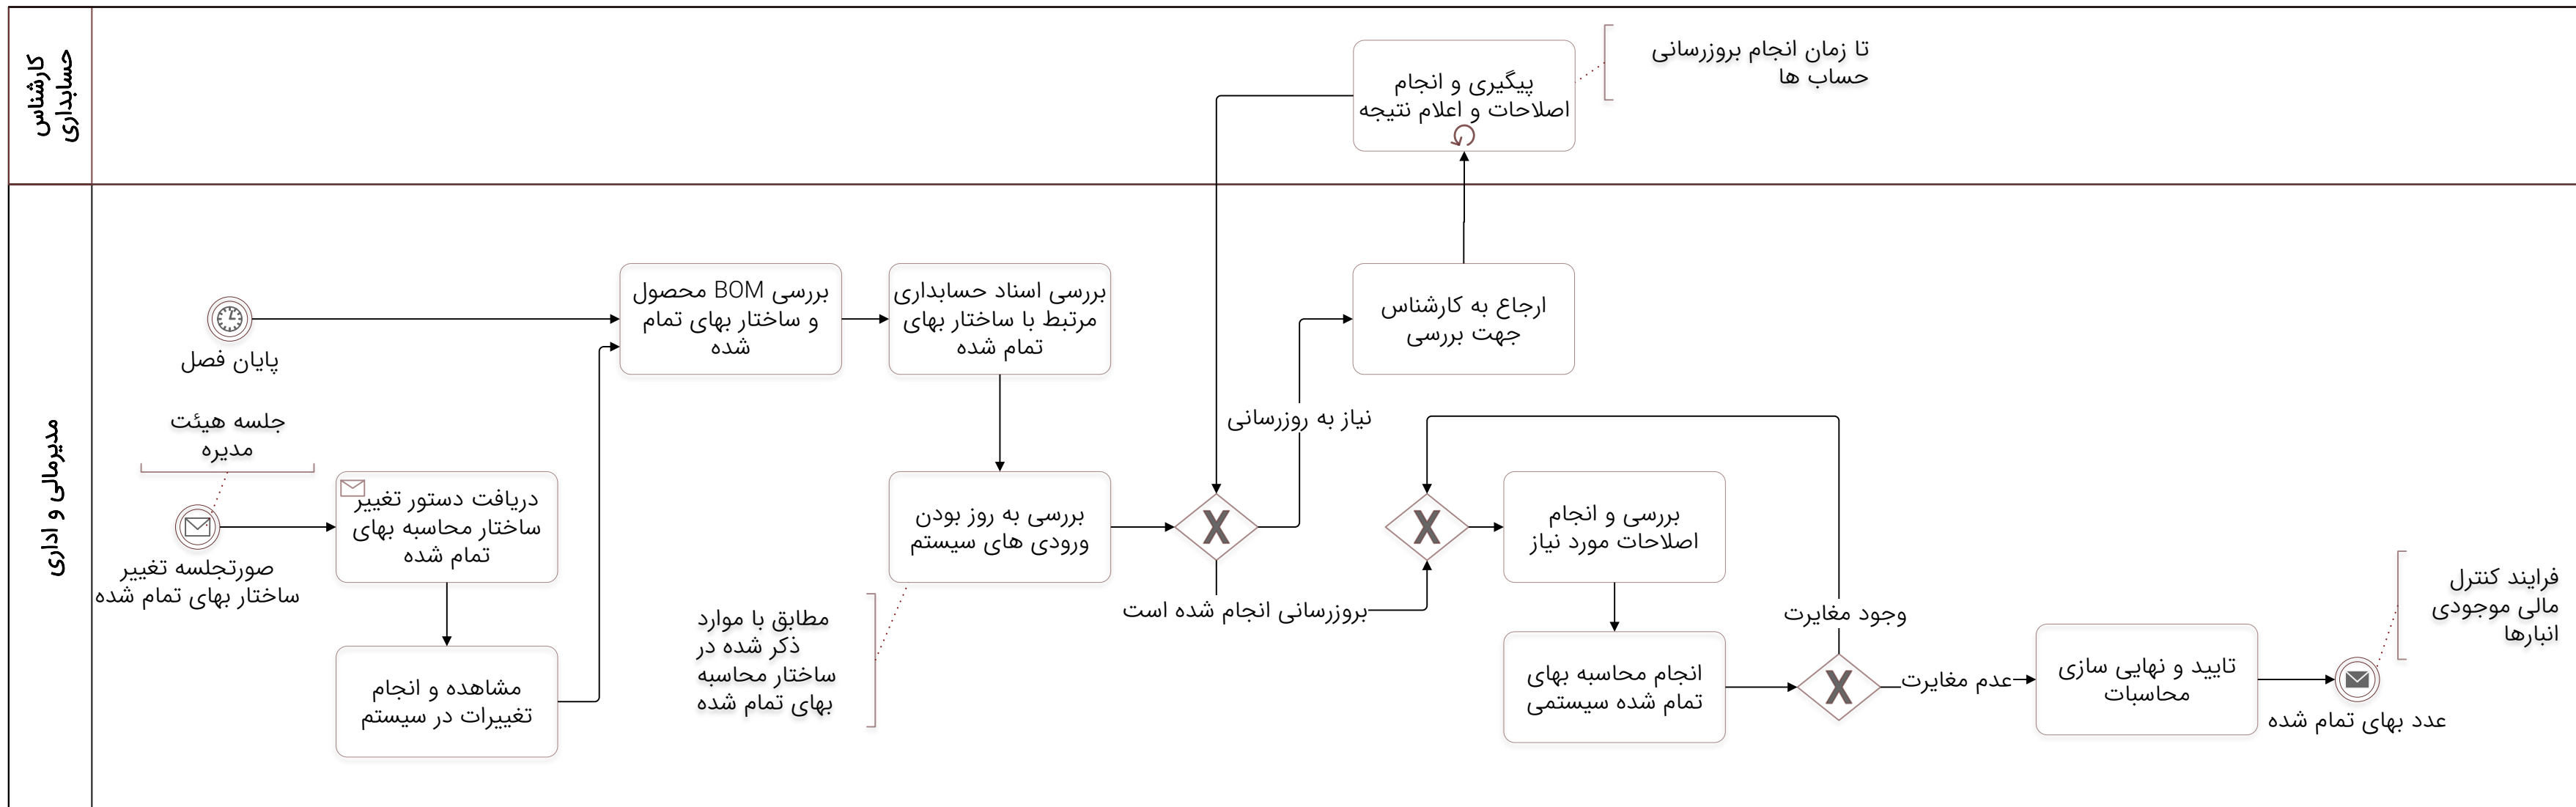 کارشناس
حسابداری
تا زمان انجام بروزرسانی
حساب ها
پیگیری و انجام
اصلاحات و اعلام نتیجه
مدیرمالی و اداری
پایان فصل
بررسی BOM محصول
و ساختار بهای تمام
شده
بررسی اسناد حسابداری
مرتبط با ساختار بهای
تمام شده
ارجاع به کارشناس
جهت بررسی
نیاز به روزرسانی
جلسه هیئت
مدیره
صورتجلسه تغییر
ساختار بهای تمام شده
دریافت دستور تغییر
ساختار محاسبه بهای
تمام شده
مشاهده و انجام
تغییرات در سیستم
بررسی به روز بودن
ورودی های سیستم
مطابق با موارد
ذکر شده در
ساختار محاسبه
بهای تمام شده
X
بروزرسانی انجام شده است
X
بررسی و انجام
اصلاحات مورد نیاز
انجام محاسبه بهای
تمام شده سیستمی
وجود مغایرت
X
عدم مغایرت
تایید و نهایی سازی
محاسبات
فرایند کنترل
مالی موجودی
انبارها
عدد بهای تمام شده